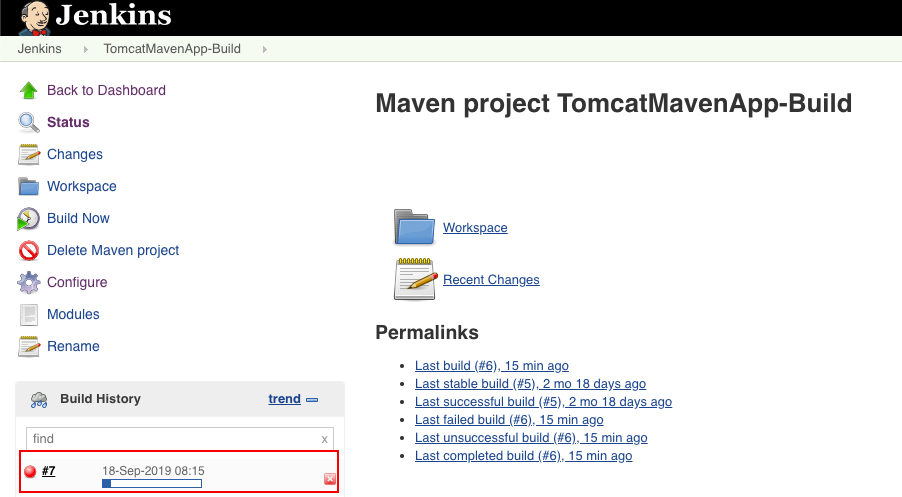 Jenkins
Jenkins TomcatMavenApp-Build
Back to Dashboard
Status
Changes
Workspace
Build Now
Delete Maven project
Configure
Modules
Rename
Build History trend
find x
#7 18-Sep-2019 08:15
Maven project TomcatMavenApp-Build
Workspace
Recent Changes
Permalinks
Last build (#6), 15 min ago
Last stable build (#5), 2 mo 18 days ago
Last successful build (#5), 2 mo 18 days ago
Last failed build (#6), 15 min ago
Last unsuccessful build (#6), 15 min ago
Last completed build (#6), 15 min ago